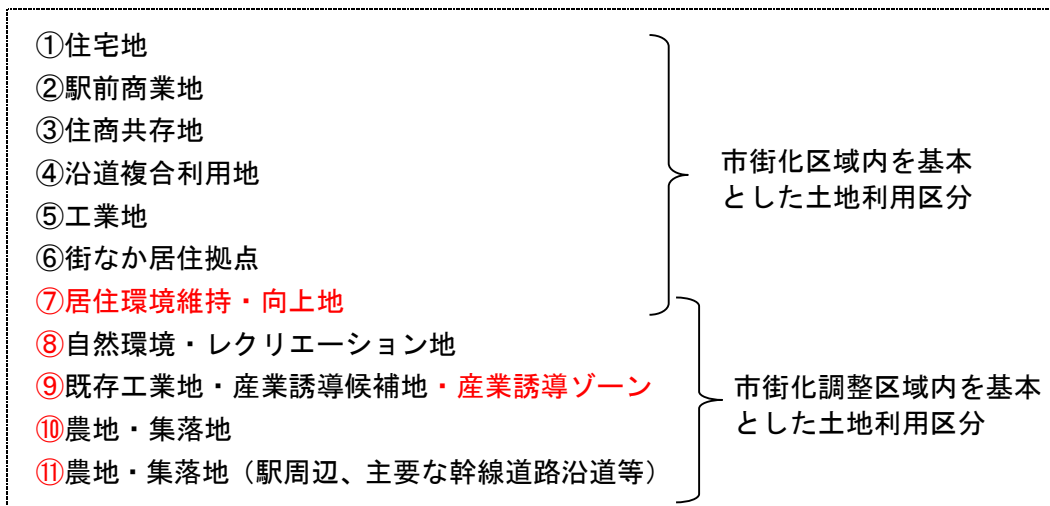 ①住宅地
②駅前商業地
③住商共存地
④沿道複合利用地
⑤工業地
⑥街なか居住拠点
⑦居住環境維持・向上地
⑧自然環境・レクリエーション地
⑨既存工業地・産業誘導候補地・産業誘導ゾーン
⑩農地・集落地
⑪農地・集落地（駅周辺、主要な幹線道路沿道等）
市街化区域内を基本
とした土地利用区分
市街化調整区域内を基本
とした土地利用区分